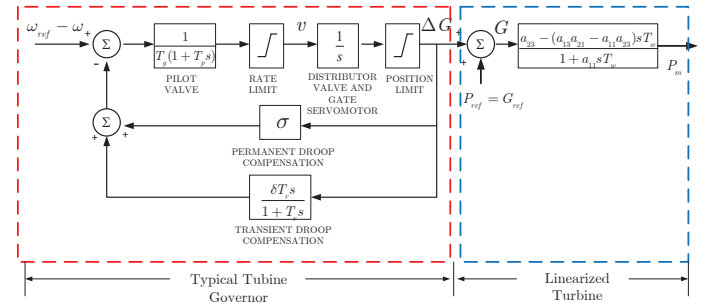 ω_ref − ω + Σ -
1
T_g(1+T_p s)
PILOT
VALVE
RATE
LIMIT
v
1
s
DISTRIBUTOR
VALVE AND
GATE
SERVOMOTOR
POSITION
LIMIT
ΔG
+ Σ +
G
P_ref = G_ref
a_23 − (a_13 a_21 − a_11 a_23)sT_w
1 + a_11 sT_w
P_m
+ Σ +
σ
PERMANENT DROOP
COMPENSATION
δT_r s
1 + T_r s
TRANSIENT DROOP
COMPENSATION
Typical Tubine
Governor
Linearized
Turbine